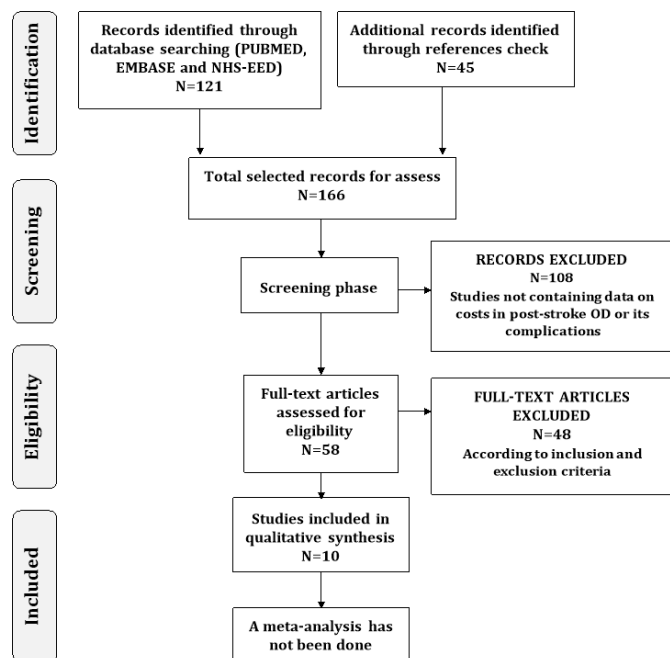 Identification
Records identified through
database searching (PUBMED,
EMBASE and NHS-EED)
N=121
Additional records identified
through references check
N=45
Total selected records for assess
N=166
Screening
Screening phase
RECORDS EXCLUDED
N=108
Studies not containing data on
costs in post-stroke OD or its
complications
Eligibility
Full-text articles
assessed for
eligibility
N=58
FULL-TEXT ARTICLES
EXCLUDED
N=48
According to inclusion and
exclusion criteria
Included
Studies included in
qualitative synthesis
N=10
A meta-analysis has
not been done